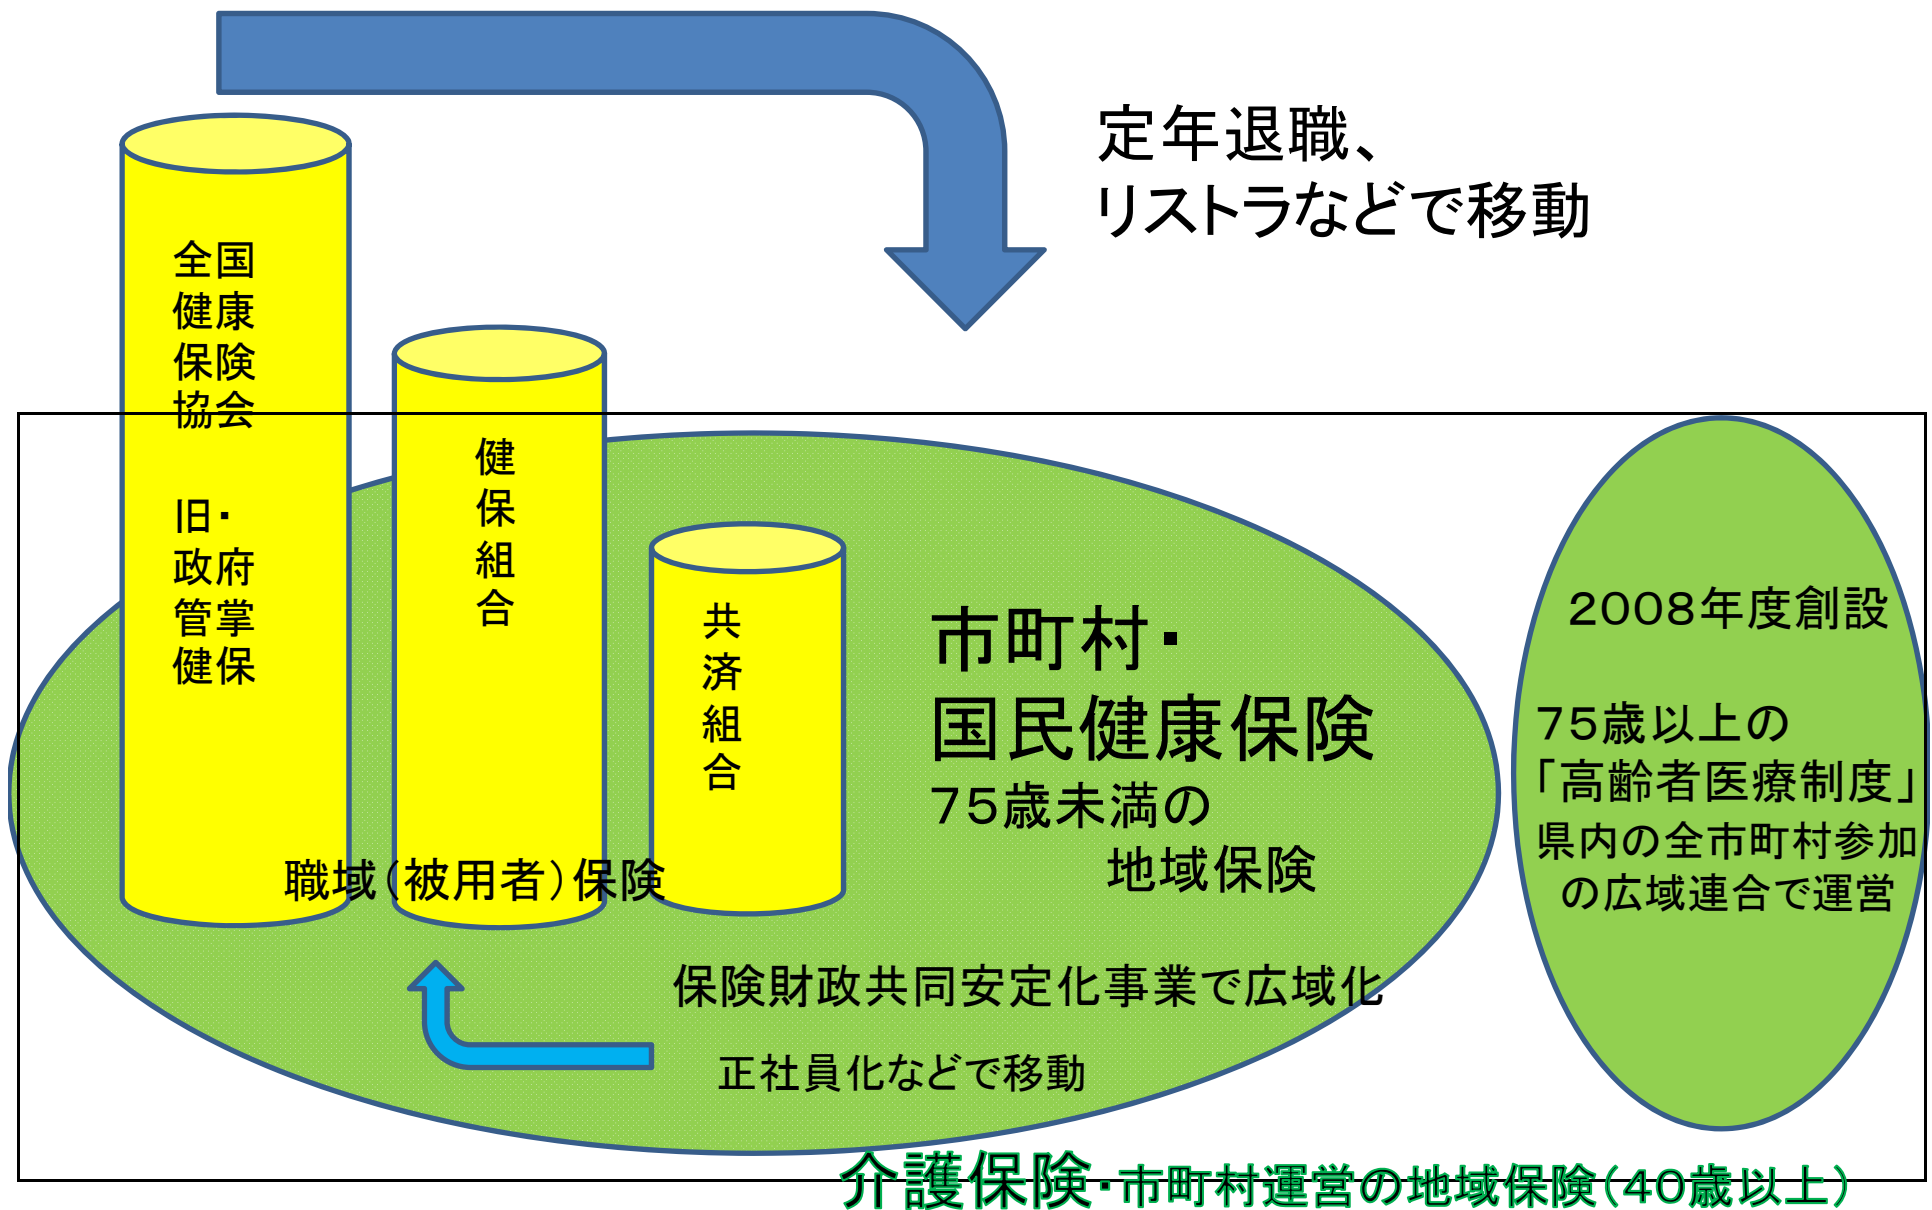 定年退職、
リストラなどで移動
全国
健康
保険
協会
旧・
政府
管掌
健保
健
保
組
合
共
済
組
合
職域（被用者）保険
市町村・
国民健康保険
７５歳未満の
地域保険
保険財政共同安定化事業で広域化
正社員化などで移動
２００８年度創設
７５歳以上の
「高齢者医療制度」
県内の全市町村参加
の広域連合で運営
介護保険・市町村運営の地域保険（４０歳以上）